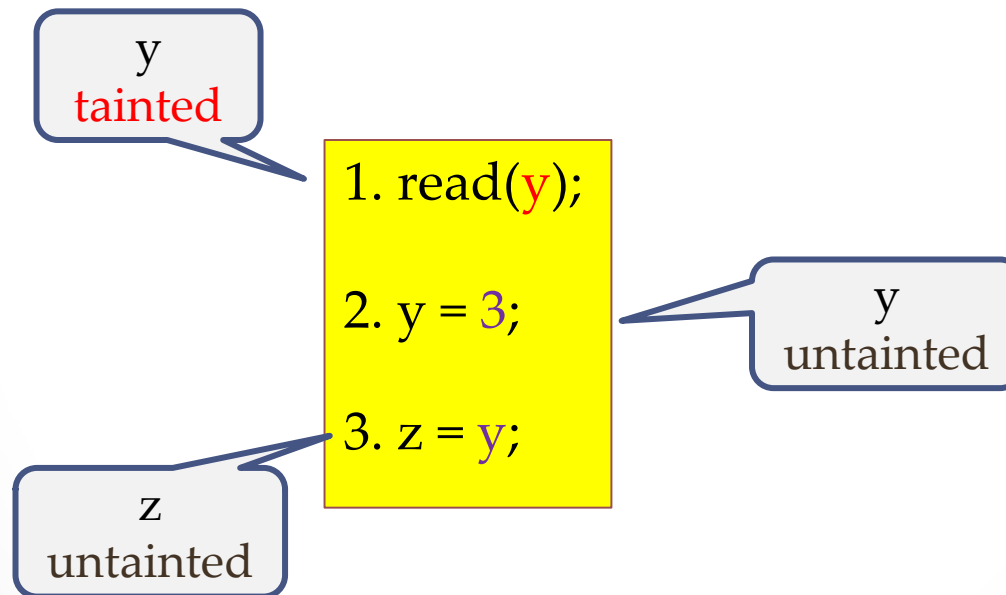 y
tainted
1. read(y);
2. y = 3;
y
untainted
3. z = y;
z
untainted